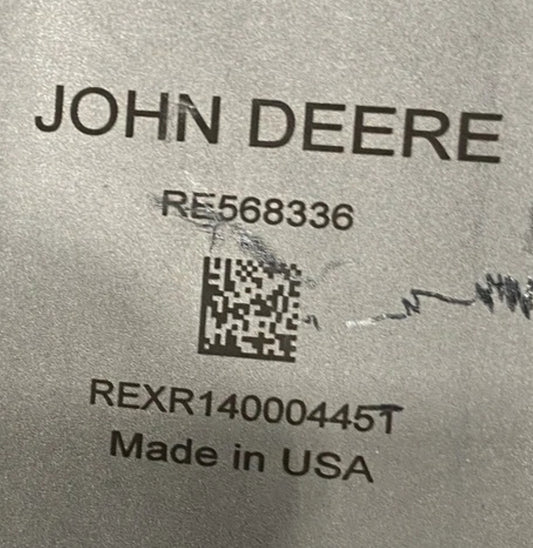 JOHN DEERE
RE568336
REXR14000445T
Made in USA